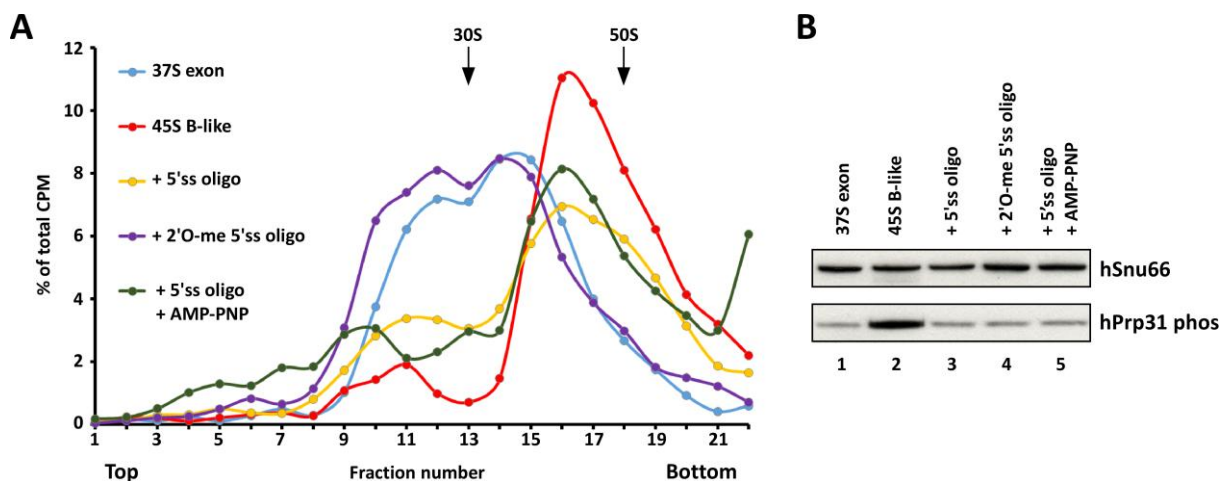 A
30S
50S
37S exon
45S B-like
+ 5'ss oligo
+ 2'O-me 5'ss oligo
+ 5'ss oligo
+ AMP-PNP
% of total CPM
12
10
8
6
4
2
0
1 3 5 7 9 11 13 15 17 19 21
Top Fraction number Bottom
B
37S exon
45S B-like
+ 5'ss oligo
+ 2'O-me 5'ss oligo
+ 5'ss oligo
+ AMP-PNP
hSnu66
hPrp31 phos
1 2 3 4 5